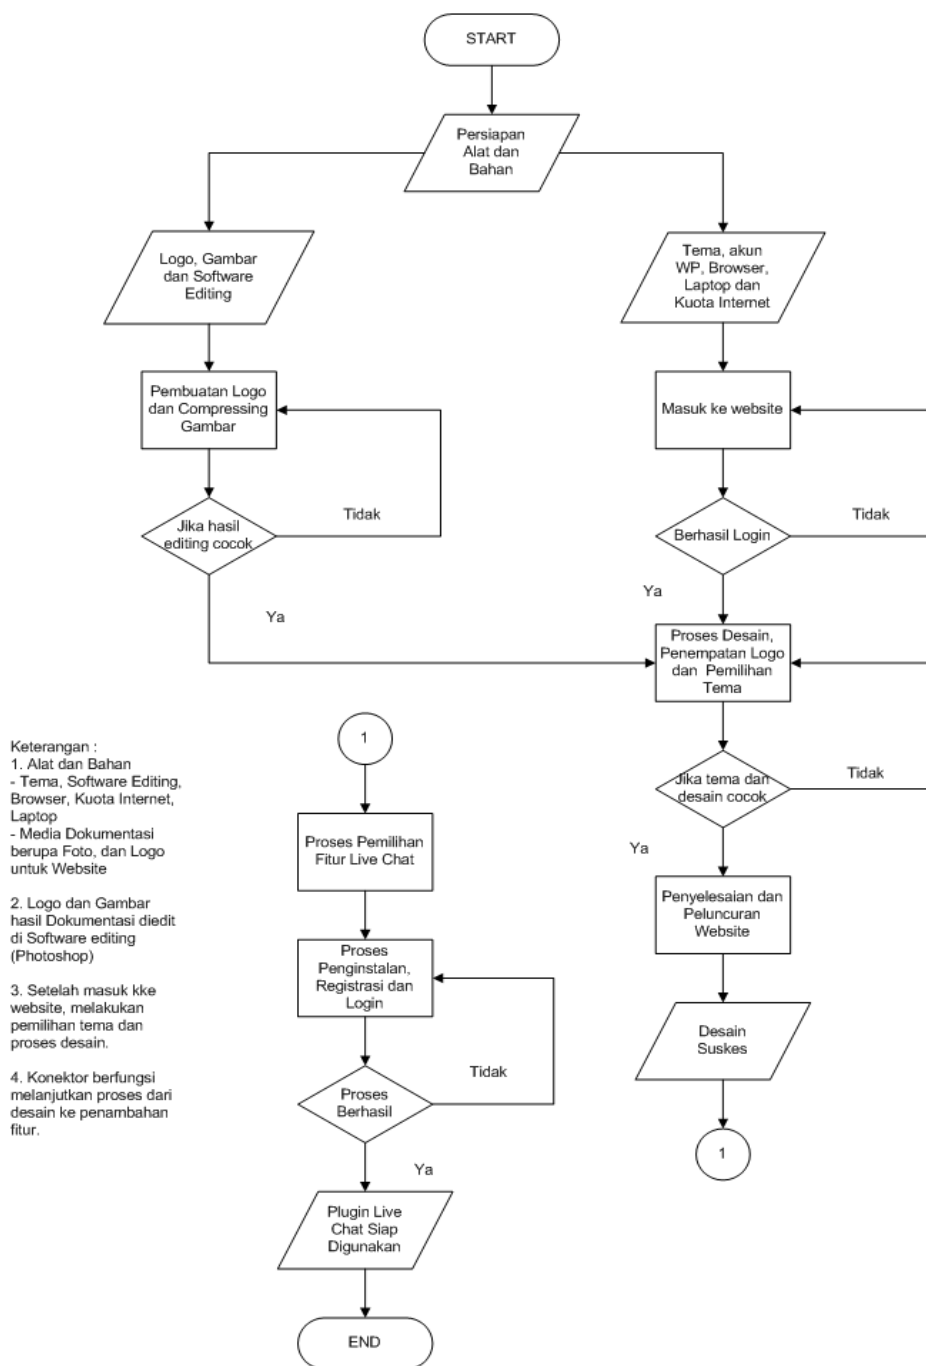 START
Persiapan
Alat dan
Bahan
Logo, Gambar
dan Software
Editing
Tema, akun
WP, Browser,
Laptop dan
Kuota Internet
Pembuatan Logo
dan Compressing
Gambar
Masuk ke website
Jika hasil
editing cocok
Tidak
Berhasil Login
Tidak
Ya
Ya
Proses Desain,
Penempatan Logo
dan Pemilihan
Tema
Jika tema dan
desain cocok
Tidak
Ya
Penyelesaian dan
Peluncuran
Website
Desain
Suskes
1
1
Proses Pemilihan
Fitur Live Chat
Proses
Penginstalan,
Registrasi dan
Login
Proses
Berhasil
Tidak
Ya
Plugin Live
Chat Siap
Digunakan
END
Keterangan :
1. Alat dan Bahan
- Tema, Software Editing,
Browser, Kuota Internet,
Laptop
- Media Dokumentasi
berupa Foto, dan Logo
untuk Website
2. Logo dan Gambar
hasil Dokumentasi diedit
di Software editing
(Photoshop)
3. Setelah masuk kke
website, melakukan
pemilihan tema dan
proses desain.
4. Konektor berfungsi
melanjutkan proses dari
desain ke penambahan
fitur.